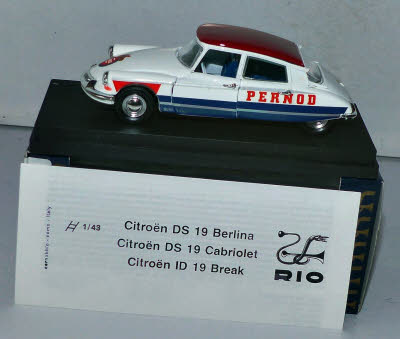 PERNOD
1/43
Citroën DS 19 Berlina
Citroën DS 19 Cabriolet
Citroën ID 19 Break
RIO